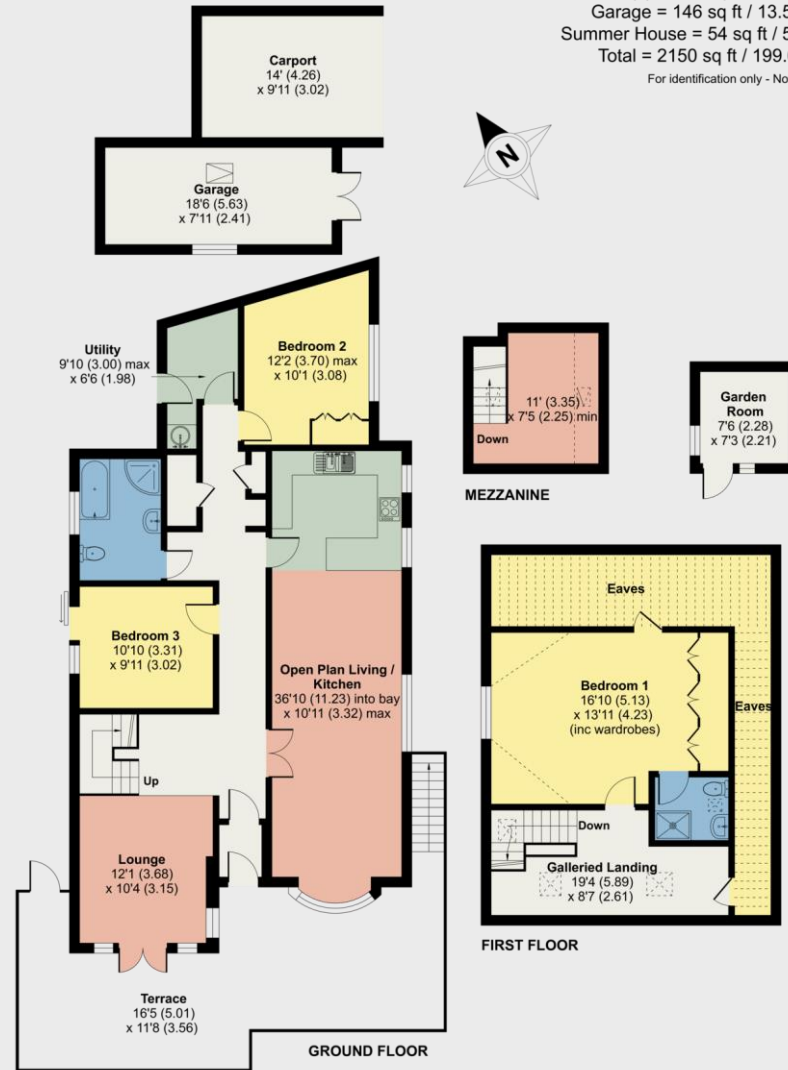 Garage = 146 sq ft / 13.5
Summer House = 54 sq ft / 5
Total = 2150 sq ft / 199.
For identification only - No
Carport
14' (4.26)
x 9'11 (3.02)
N
Garage
18'6 (5.63)
x 7'11 (2.41)
Utility
9'10 (3.00) max
x 6'6 (1.98)
Bedroom 2
12'2 (3.70) max
x 10'1 (3.08)
11' (3.35)
x 7'5 (2.25) min
Down
MEZZANINE
Garden
Room
7'6 (2.28)
x 7'3 (2.21)
Bedroom 3
10'10 (3.31)
x 9'11 (3.02)
Open Plan Living /
Kitchen
36'10 (11.23) into bay
x 10'11 (3.32) max
Up
Lounge
12'1 (3.68)
x 10'4 (3.15)
Terrace
16'5 (5.01)
x 11'8 (3.56)
GROUND FLOOR
Eaves
Bedroom 1
16'10 (5.13)
x 13'11 (4.23)
(inc wardrobes)
Eaves
Down
Galleried Landing
19'4 (5.89)
x 8'7 (2.61)
FIRST FLOOR